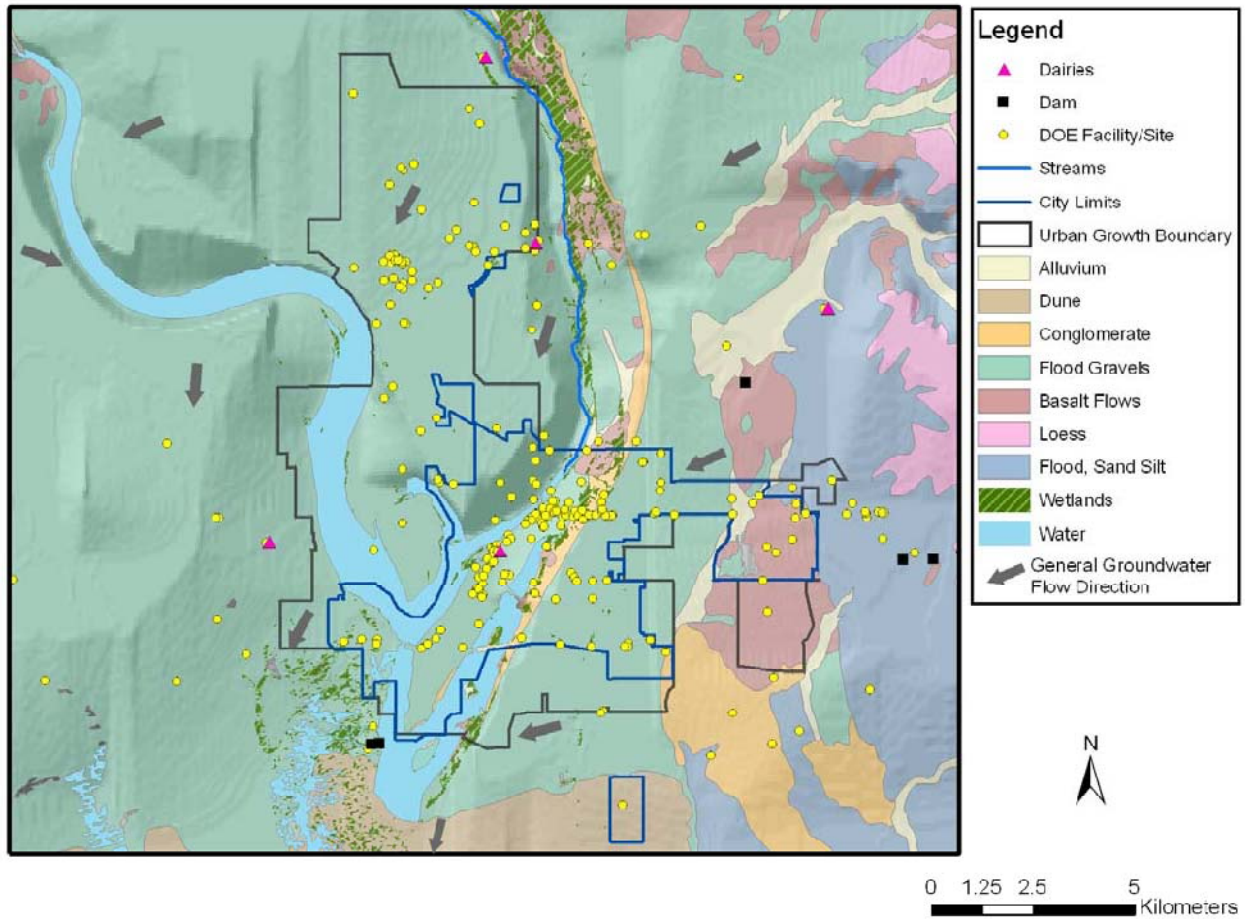 Legend
Dairies
Dam
DOE Facility/Site
Streams
City Limits
Urban Growth Boundary
Alluvium
Dune
Conglomerate
Flood Gravels
Basalt Flows
Loess
Flood, Sand Silt
Wetlands
Water
General Groundwater
Flow Direction
N
0 1.25 2.5 5
Kilometers